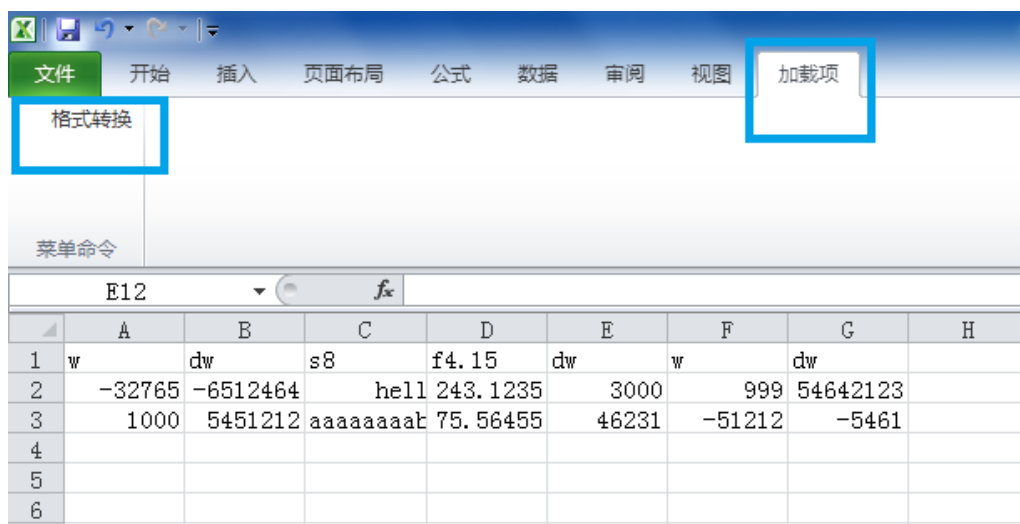 文件 开始 插入 页面布局 公式 数据 审阅 视图 加载项
格式转换
菜单命令
E12 fx
A B C D E F G H
1 w dw s8 f4.15 dw w dw
2 -32765 -6512464 hell 243.1235 3000 999 54642123
3 1000 5451212 aaaaaaaab 75.56455 46231 -51212 -5461
4
5
6